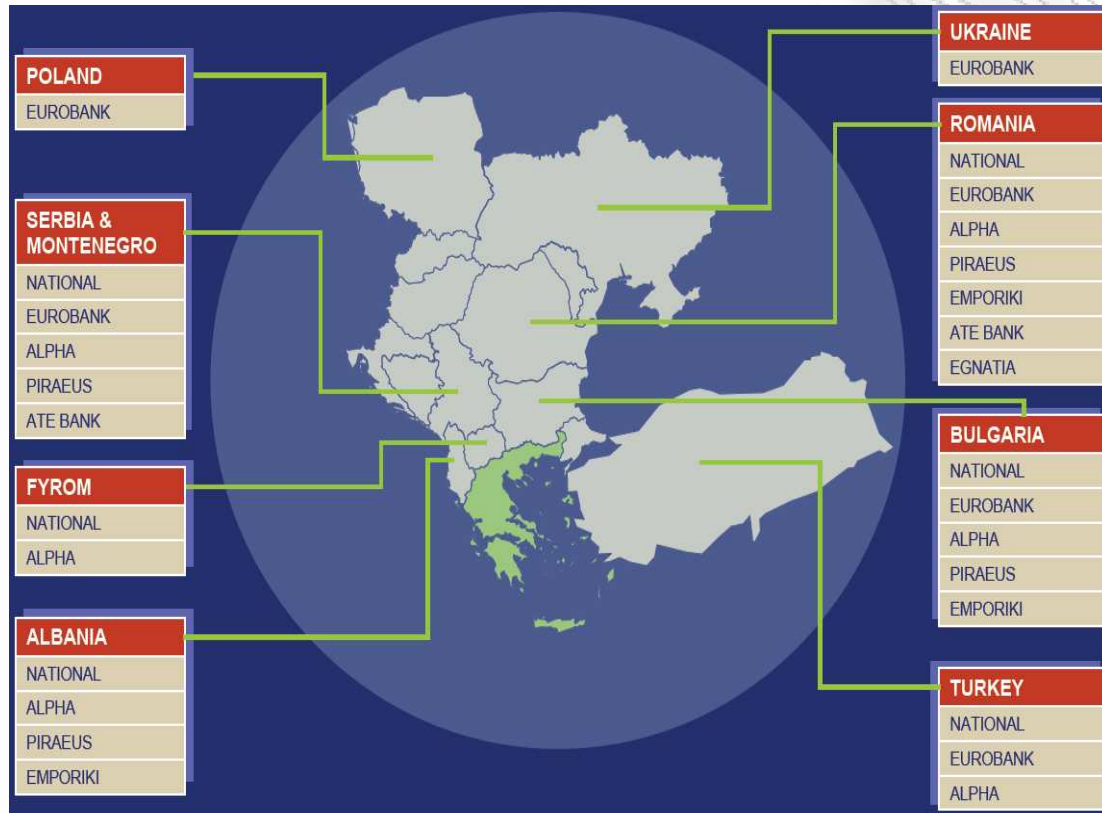 POLAND
EUROBANK
SERBIA &
MONTENEGRO
NATIONAL
EUROBANK
ALPHA
PIRAEUS
ATE BANK
FYROM
NATIONAL
ALPHA
ALBANIA
NATIONAL
ALPHA
PIRAEUS
EMPORIKI
UKRAINE
EUROBANK
ROMANIA
NATIONAL
EUROBANK
ALPHA
PIRAEUS
EMPORIKI
ATE BANK
EGNATIA
BULGARIA
NATIONAL
EUROBANK
ALPHA
PIRAEUS
EMPORIKI
TURKEY
NATIONAL
EUROBANK
ALPHA